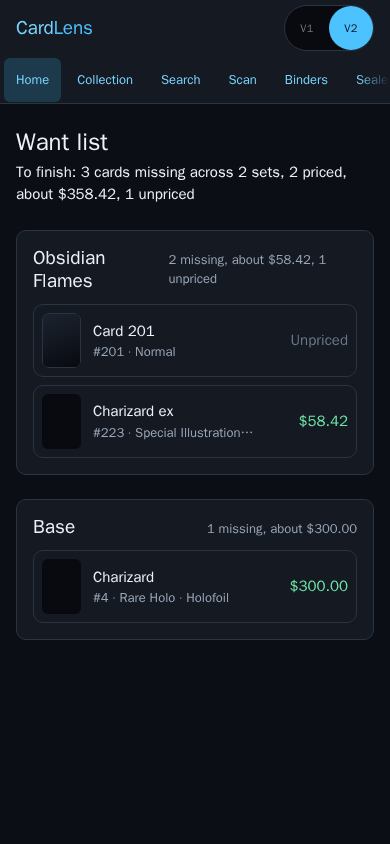 CardLens
V1 V2
Home Collection Search Scan Binders Seale
Want list
To finish: 3 cards missing across 2 sets, 2 priced,
about $358.42, 1 unpriced
Obsidian
Flames
2 missing, about $58.42, 1
unpriced
Card 201
#201 · Normal
Unpriced
Charizard ex
#223 · Special Illustration···
$58.42
Base
1 missing, about $300.00
Charizard
#4 · Rare Holo · Holofoil
$300.00